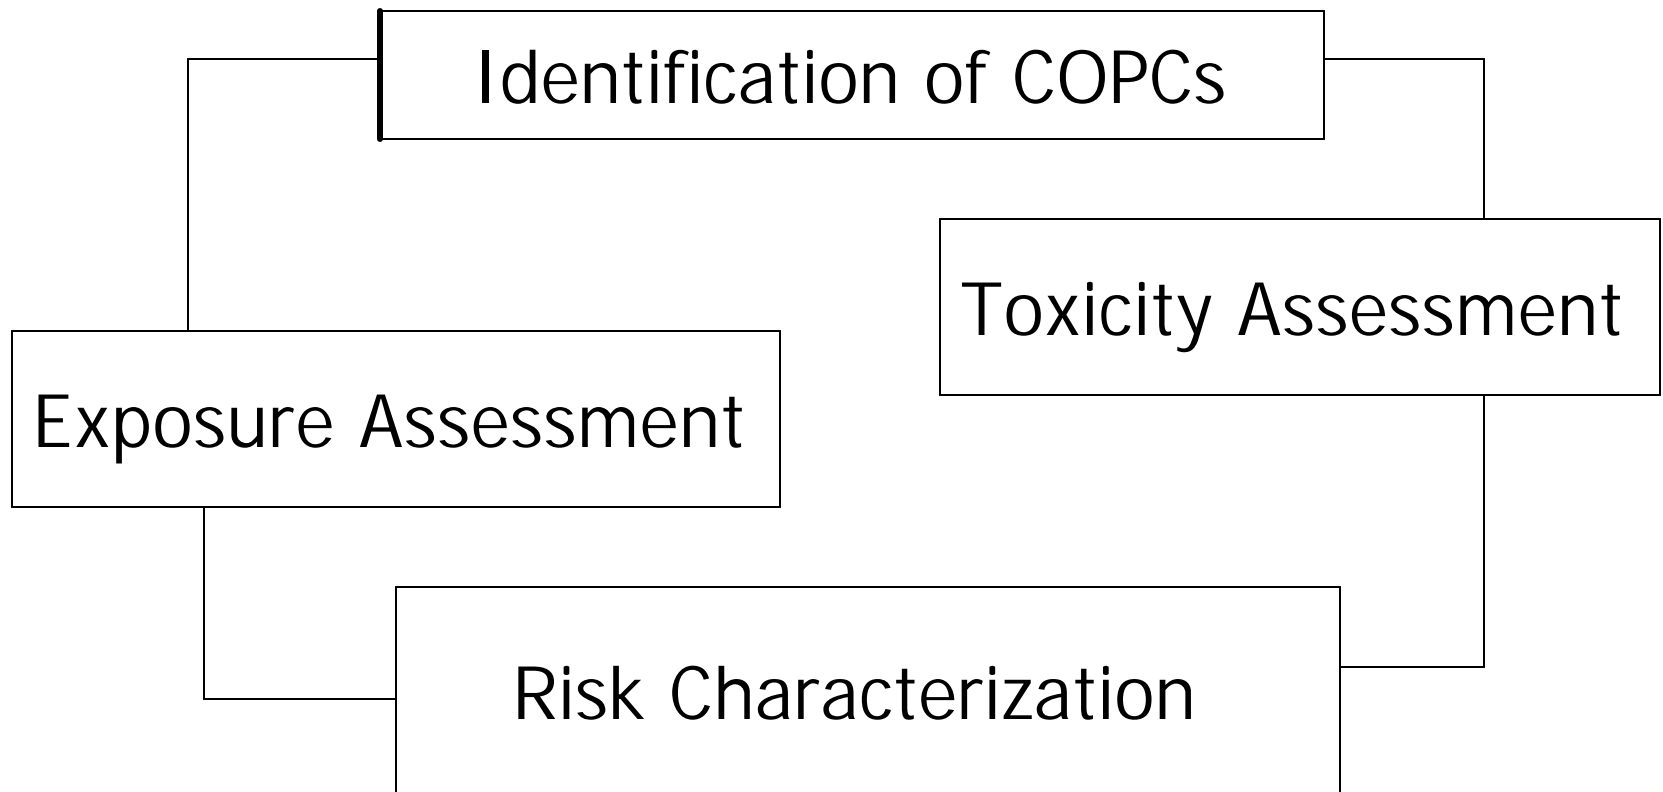 Identification of COPCs
Toxicity Assessment
Exposure Assessment
Risk Characterization